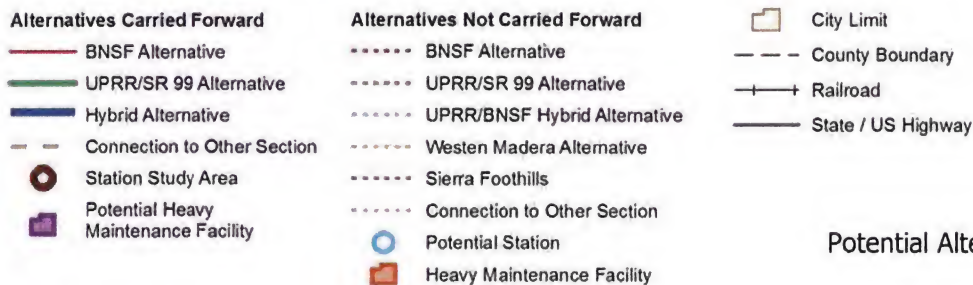 Alternatives Carried Forward
BNSF Alternative
UPRR/SR 99 Alternative
Hybrid Alternative
Connection to Other Section
Station Study Area
Potential Heavy
Maintenance Facility
Alternatives Not Carried Forward
BNSF Alternative
UPRR/SR 99 Alternative
UPRR/BNSF Hybrid Alternative
Westen Madera Alternative
Sierra Foothills
Connection to Other Section
Potential Station
Heavy Maintenance Facility
City Limit
County Boundary
Railroad
State / US Highway
Potential Alte